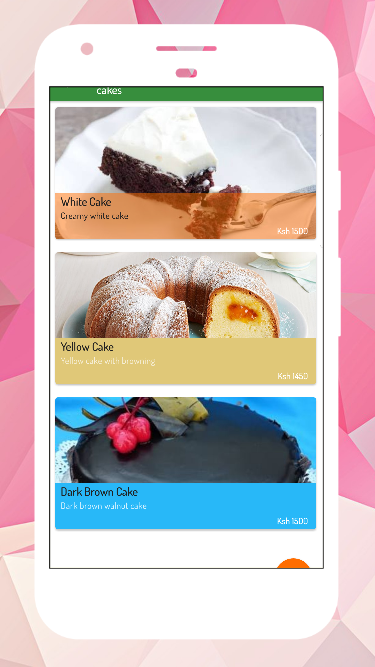 cakes
White Cake
Creamy white cake
Ksh 1500
Yellow Cake
Yellow cake with browning
Ksh 1450
Dark Brown Cake
Dark brown walnut cake
Ksh 1500